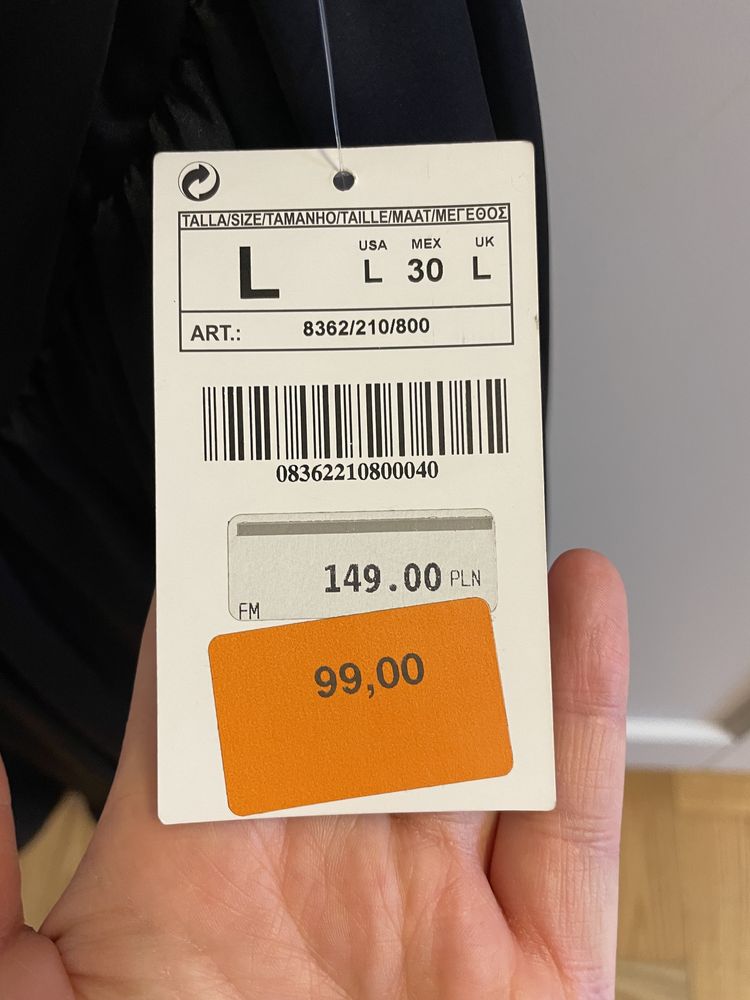 TALLA/SIZE/TAMANHO/TAILLE/MAAT/ΜΕΓΕΘΟΣ
L
USA MEX UK
L 30 L
ART.: 8362/210/800
08362210800040
149.00 PLN
FM
99,00